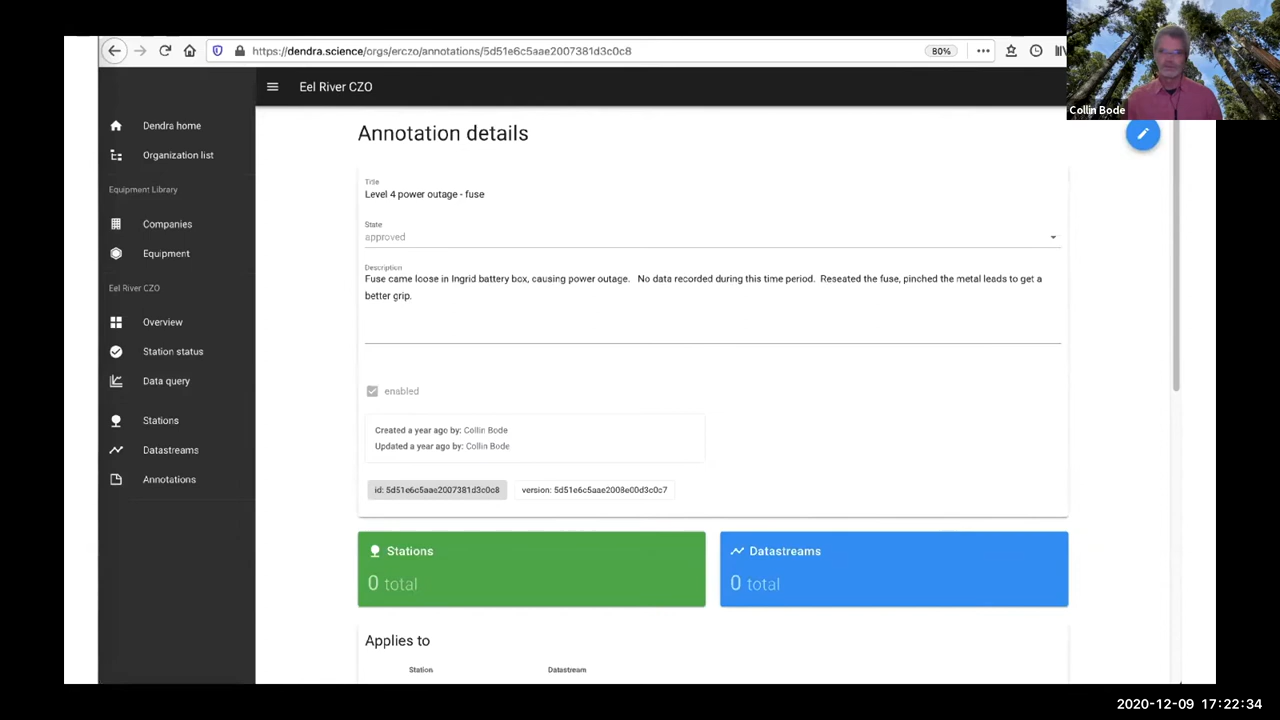 https://dendra.science/orgs/erczo/annotations/5d51e6c5aae2007381d3c0c8
80%
Collin Bode
Eel River CZO
Dendra home
Organization list
Equipment Library
Companies
Equipment
Eel River CZO
Overview
Station status
Data query
Stations
Datastreams
Annotations
Annotation details
Title
Level 4 power outage - fuse
State
approved
Description
Fuse came loose in Ingrid battery box, causing power outage. No data recorded during this time period. Reseated the fuse, pinched the metal leads to get a
better grip.
enabled
Created a year ago by: Collin Bode
Updated a year ago by: Collin Bode
id: 5d51e6c5aae2007381d3c0c8 version: 5d51e6c5aae2008e00d3c0c7
Stations
0 total
Datastreams
0 total
Applies to
Station Datastream
2020-12-09 17:22:34